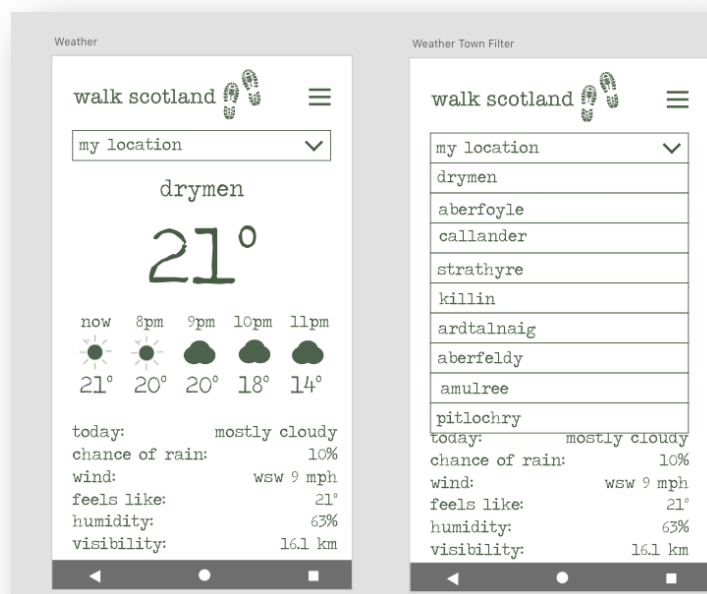 Weather
walk scotland
my location
drymen
21°
now 8pm 9pm 10pm 11pm
21° 20° 20° 18° 14°
today: mostly cloudy
chance of rain: 10%
wind: wsw 9 mph
feels like: 21°
humidity: 63%
visibility: 16.1 km
Weather Town Filter
walk scotland
my location
drymen
aberfoyle
callander
strathyre
killin
ardtalnaig
aberfeldy
amulree
pitlochry
today: mostly cloudy
chance of rain: 10%
wind: wsw 9 mph
feels like: 21°
humidity: 63%
visibility: 16.1 km